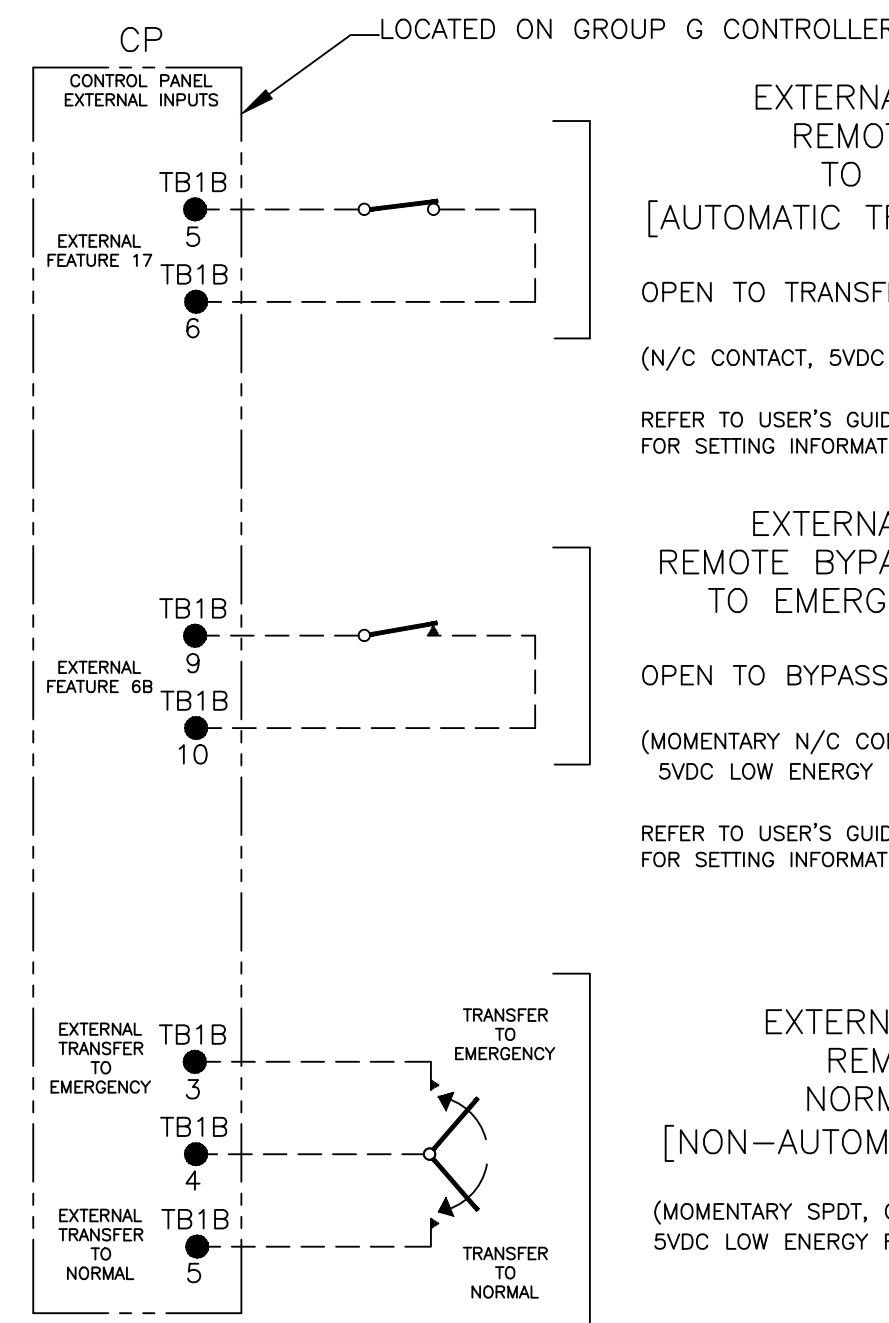 CP
LOCATED ON GROUP G CONTROLLER
CONTROL PANEL
EXTERNAL INPUTS
TB1B
5
EXTERNAL
FEATURE 17
TB1B
6
EXTERNA
REMOT
TO
[AUTOMATIC TR
OPEN TO TRANSFE
(N/C CONTACT, 5VDC
REFER TO USER'S GUID
FOR SETTING INFORMAT
TB1B
9
EXTERNAL
FEATURE 6B
TB1B
10
EXTERNA
REMOTE BYPA
TO EMERG
OPEN TO BYPASS
(MOMENTARY N/C CON
5VDC LOW ENERGY
REFER TO USER'S GUID
FOR SETTING INFORMAT
EXTERNAL
TRANSFER
TO
EMERGENCY
TB1B
3
TRANSFER
TO
EMERGENCY
TB1B
4
EXTERNAL
TRANSFER
TO
NORMAL
TB1B
5
TRANSFER
TO
NORMAL
EXTERN
REM
NORM
[NON-AUTOM
(MOMENTARY SPDT, C
5VDC LOW ENERGY F